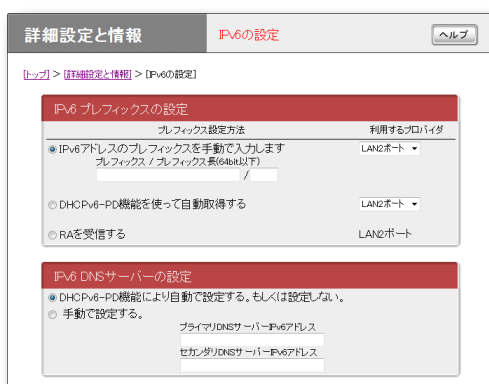 詳細設定と情報 IPv6の設定 ヘルプ
[トップ] > [詳細設定と情報] > [IPv6の設定]
IPv6 プレフィックスの設定
プレフィックス設定方法 利用するプロバイダ
IPv6アドレスのプレフィックスを手動で入力します LAN2ポート
プレフィックス / プレフィックス長(64bit以下)
/
DHCPv6-PD機能を使って自動取得する LAN2ポート
RAを受信する LAN2ポート
IPv6 DNSサーバーの設定
DHCPv6-PD機能により自動で設定する。もしくは設定しない。
手動で設定する。
プライマリDNSサーバーIPv6アドレス
セカンダリDNSサーバーIPv6アドレス